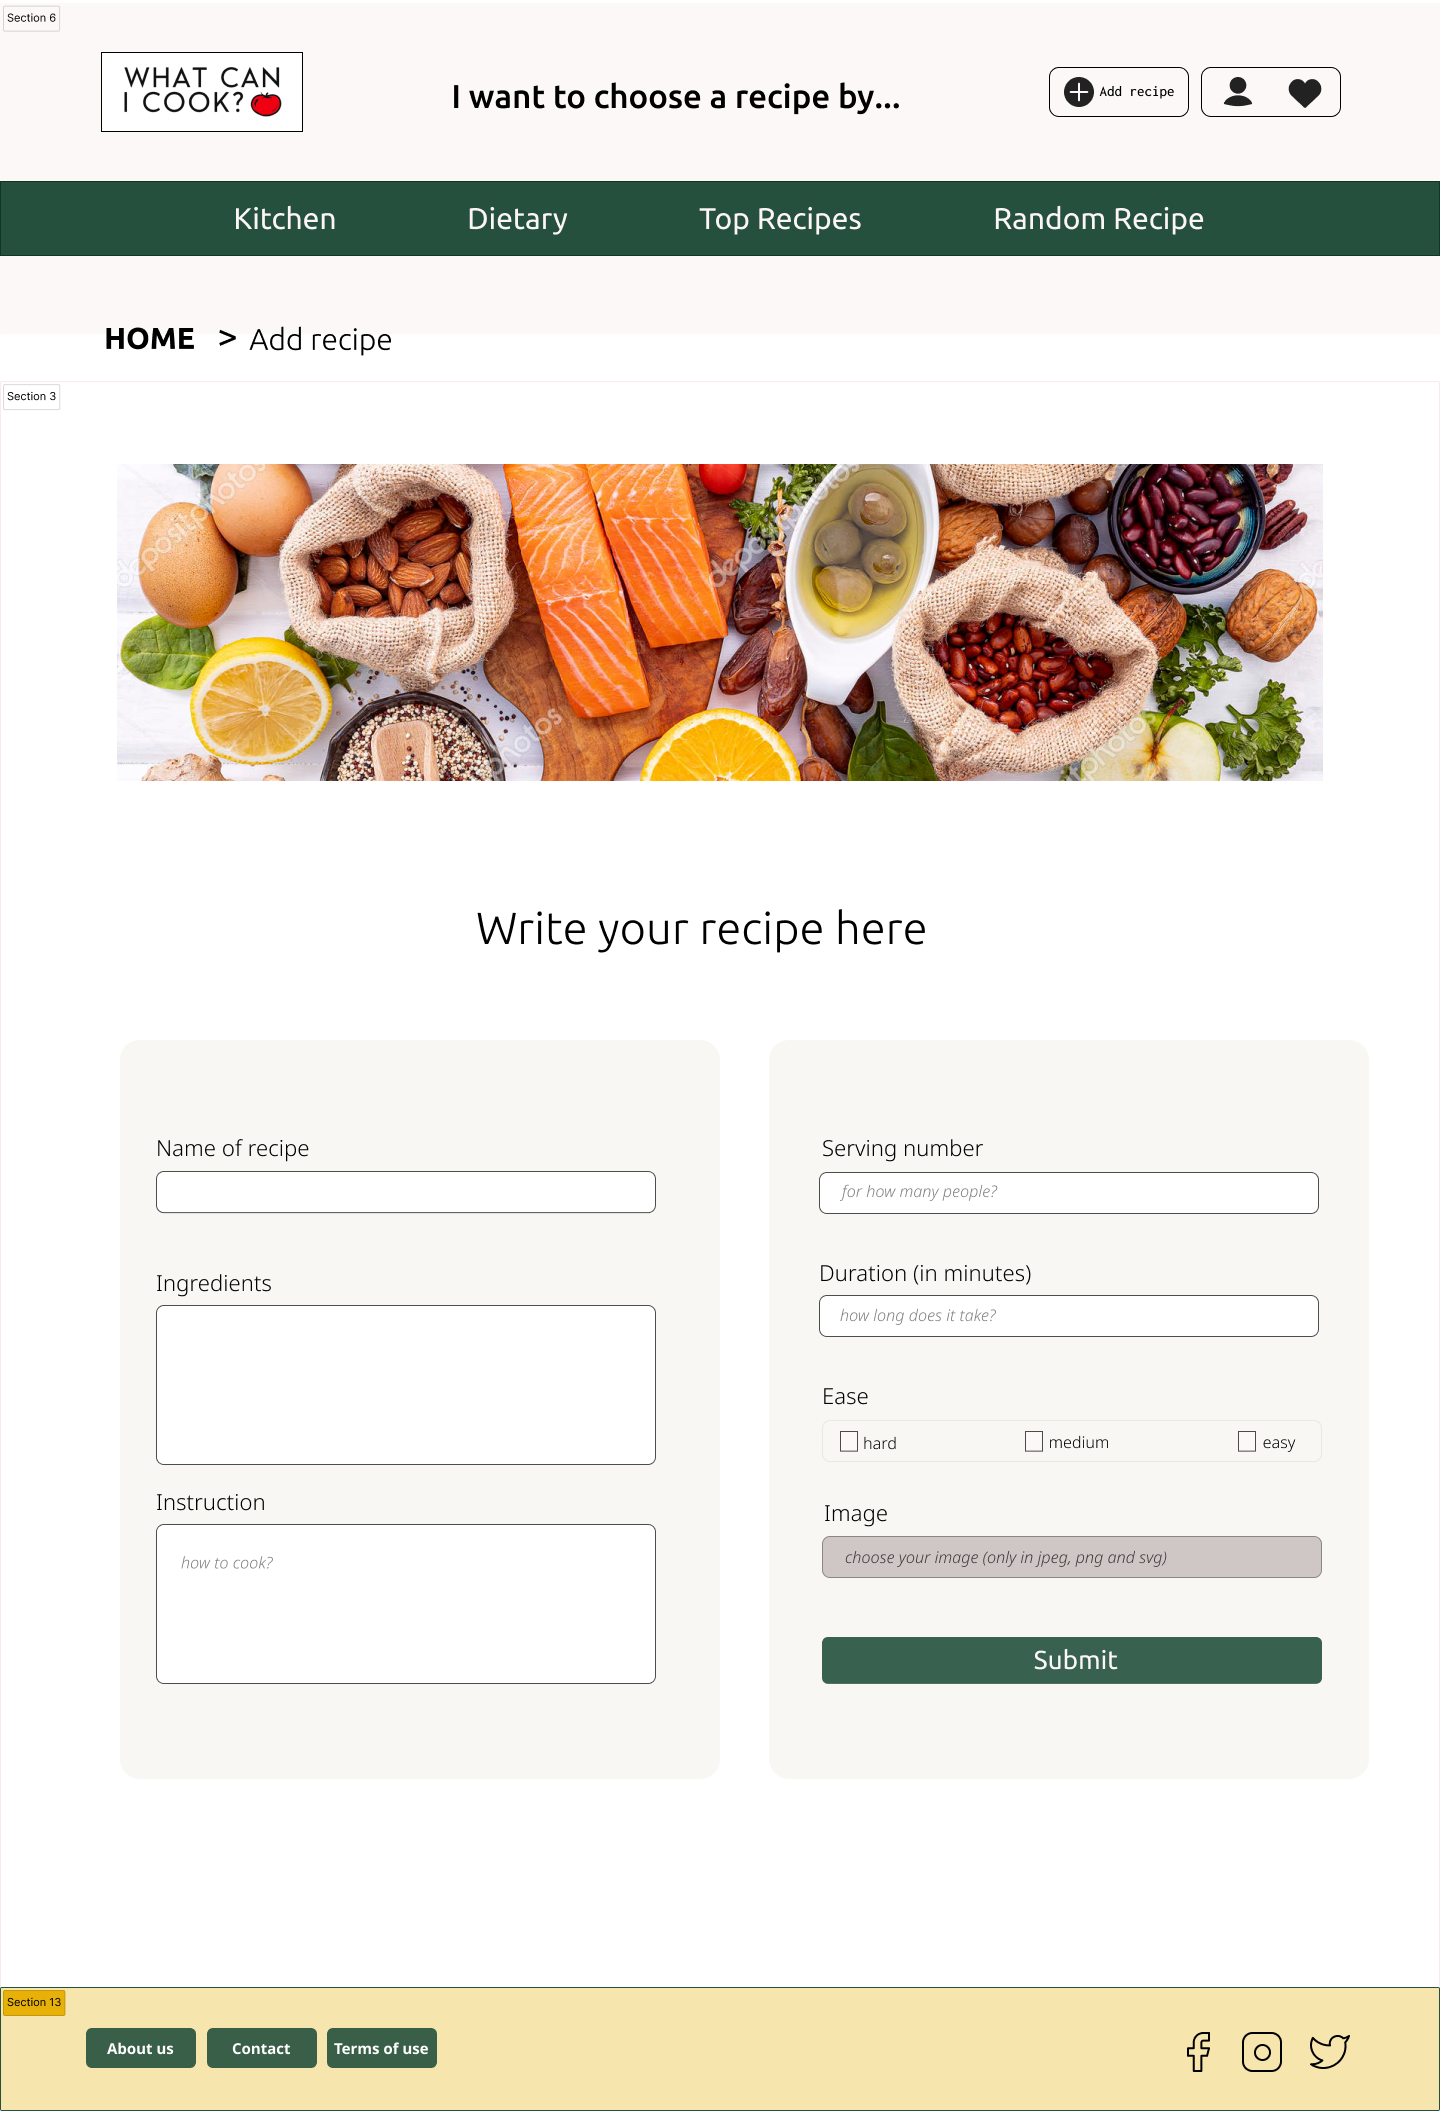 Section 6
WHAT CAN
I COOK?
I want to choose a recipe by...
Add recipe
Kitchen
Dietary
Top Recipes
Random Recipe
HOME > Add recipe
Section 3
depositphotos
depositphotos
Write your recipe here
Name of recipe
Ingredients
Instruction
how to cook?
Serving number
for how many people?
Duration (in minutes)
how long does it take?
Ease
hard
medium
easy
Image
choose your image (only in jpeg, png and svg)
Submit
Section 13
About us
Contact
Terms of use